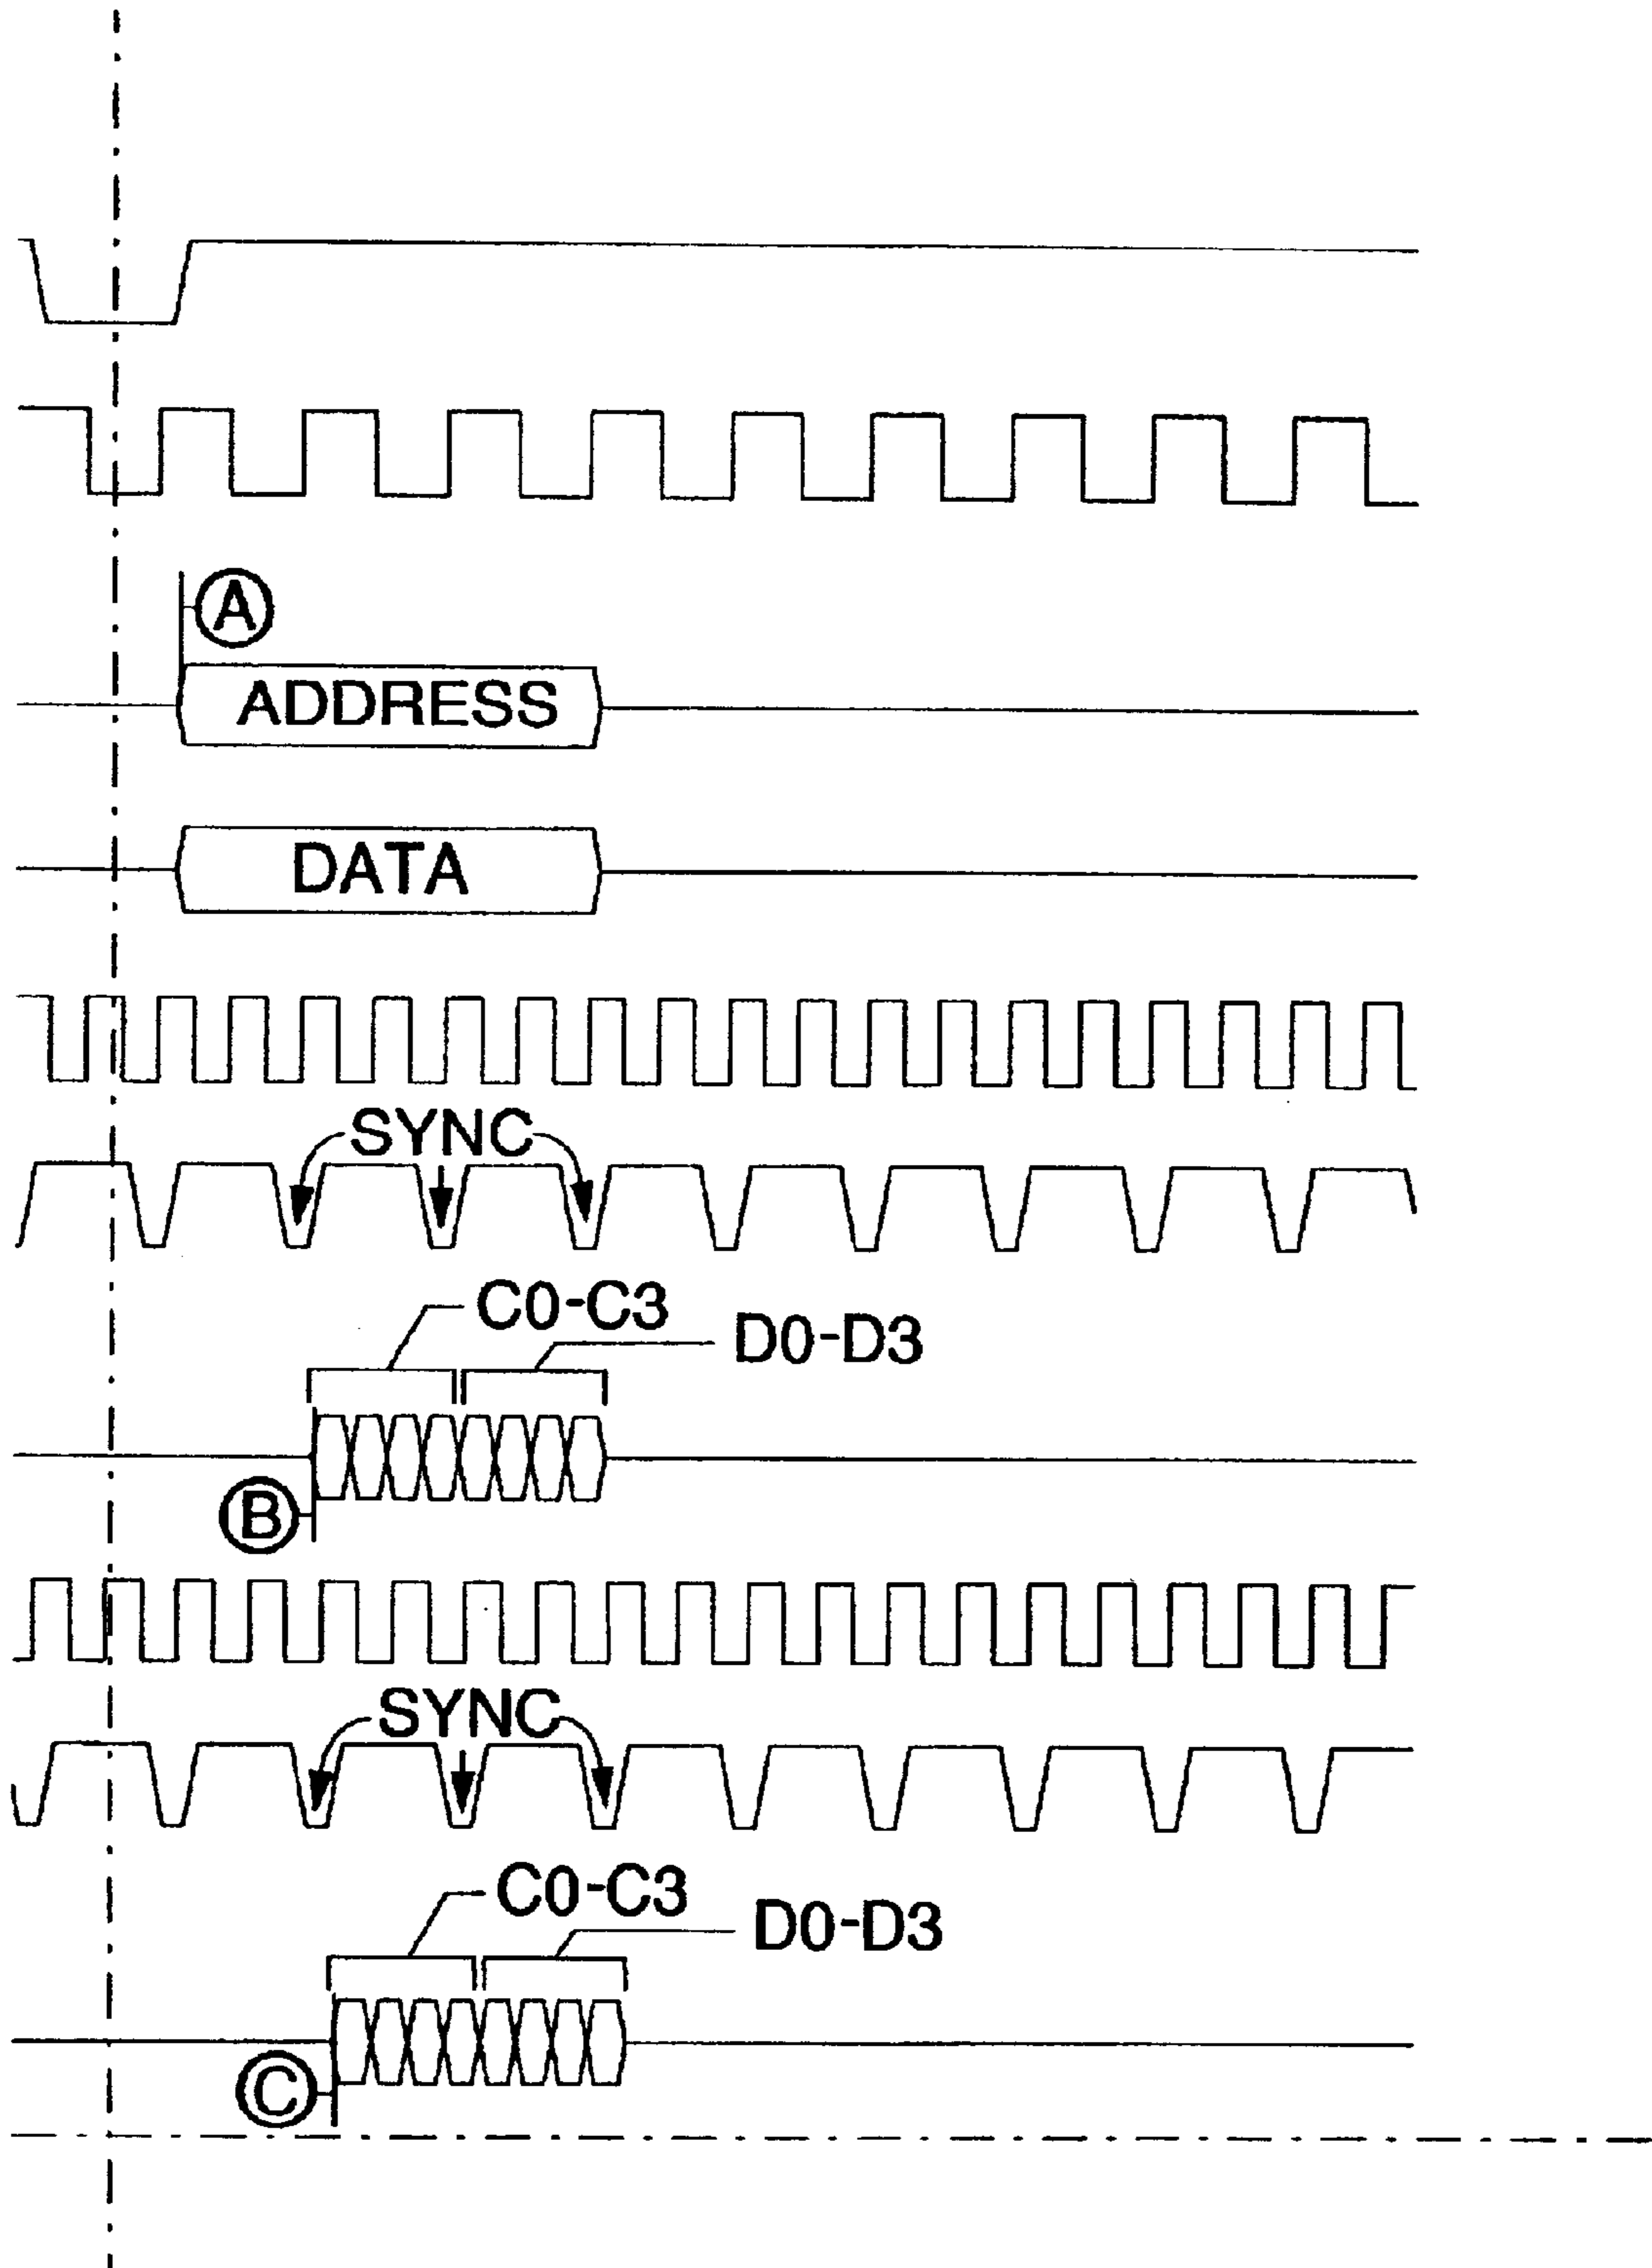 A
ADDRESS
DATA
SYNC
C0-C3
D0-D3
B
SYNC
C0-C3
D0-D3
C